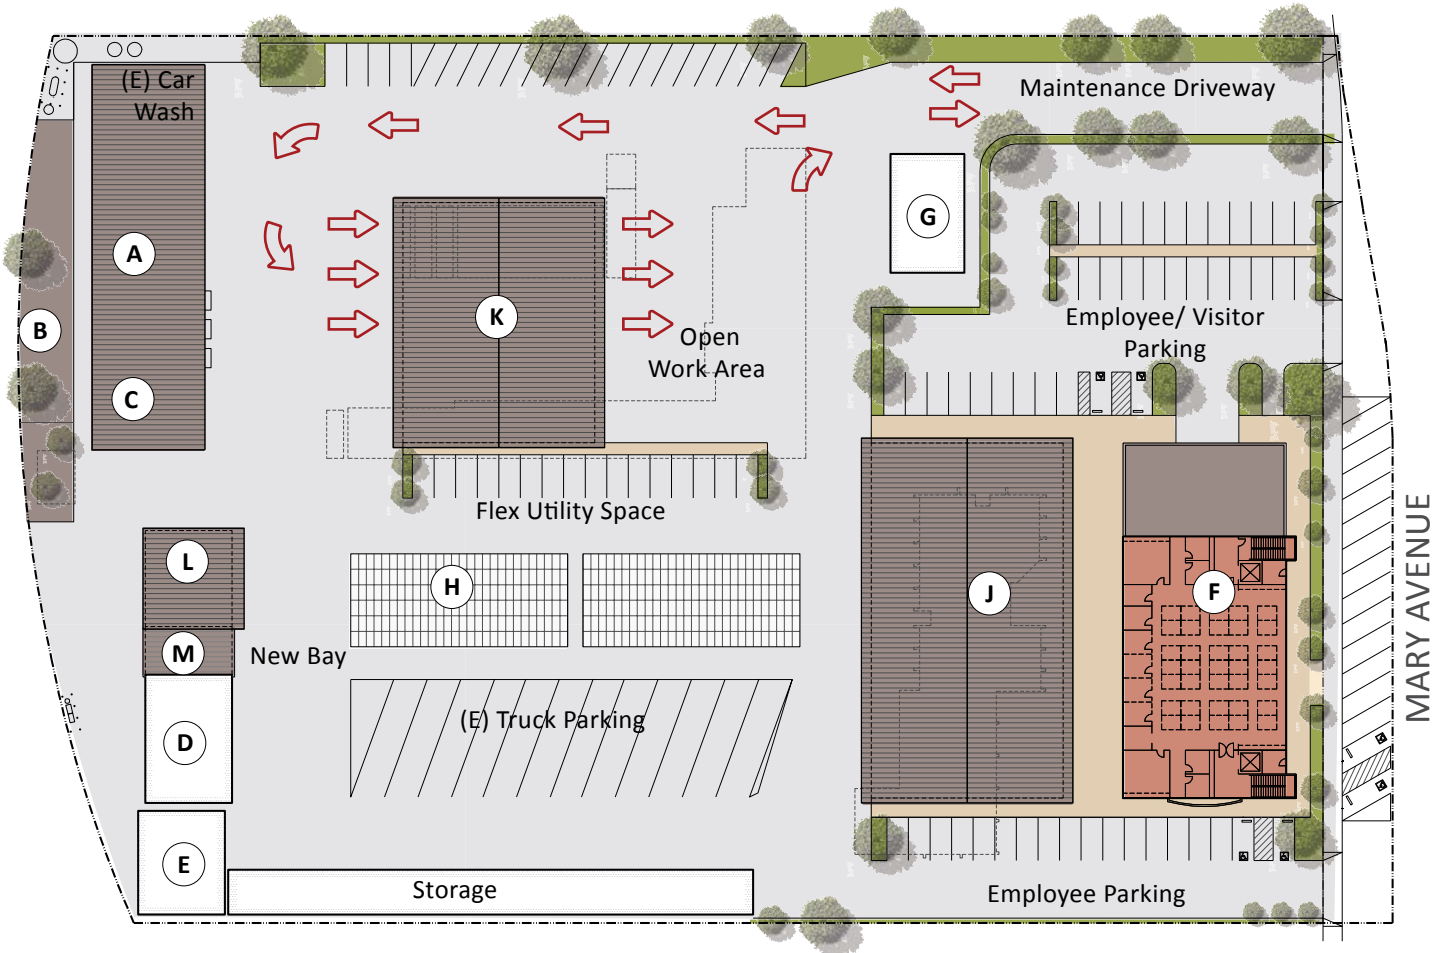 (E) Car
Wash
Maintenance Driveway
A
G
B
K
Employee/ Visitor
Parking
Open
Work Area
C
Flex Utility Space
L
H
J
F
M
New Bay
(E) Truck Parking
D
MARY AVENUE
E
Storage
Employee Parking